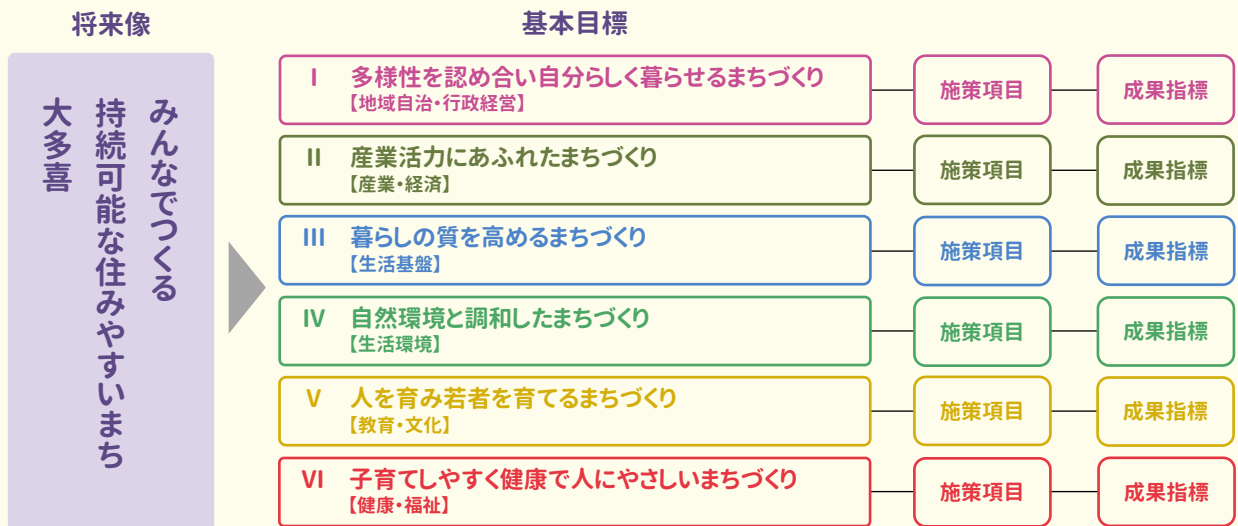 将来像
基本目標
みんなでつくる
持続可能な住みやすいまち
大多喜
I 多様性を認め合い自分らしく暮らせるまちづくり
【地域自治・行政経営】
施策項目
成果指標
II 産業活力にあふれたまちづくり
【産業・経済】
施策項目
成果指標
III 暮らしの質を高めるまちづくり
【生活基盤】
施策項目
成果指標
IV 自然環境と調和したまちづくり
【生活環境】
施策項目
成果指標
V 人を育み若者を育てるまちづくり
【教育・文化】
施策項目
成果指標
VI 子育てしやすく健康で人にやさしいまちづくり
【健康・福祉】
施策項目
成果指標